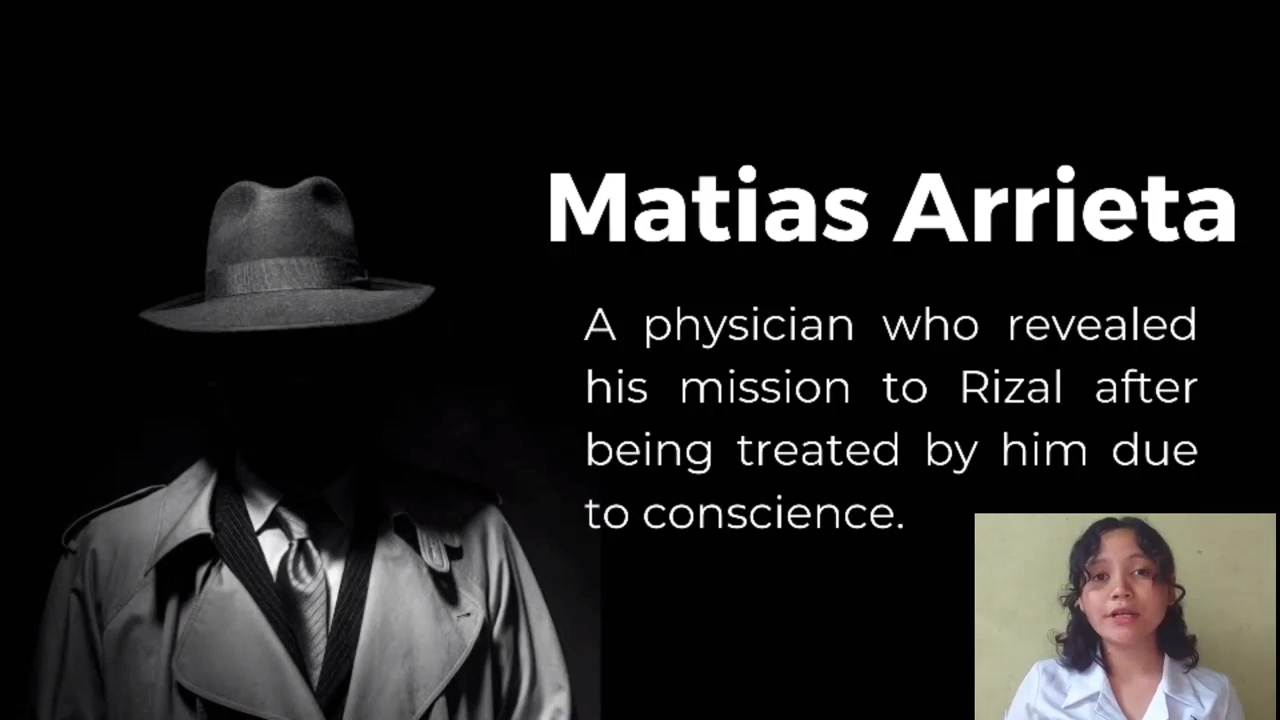 Matias Arrieta
A physician who revealed
his mission to Rizal after
being treated by him due
to conscience.